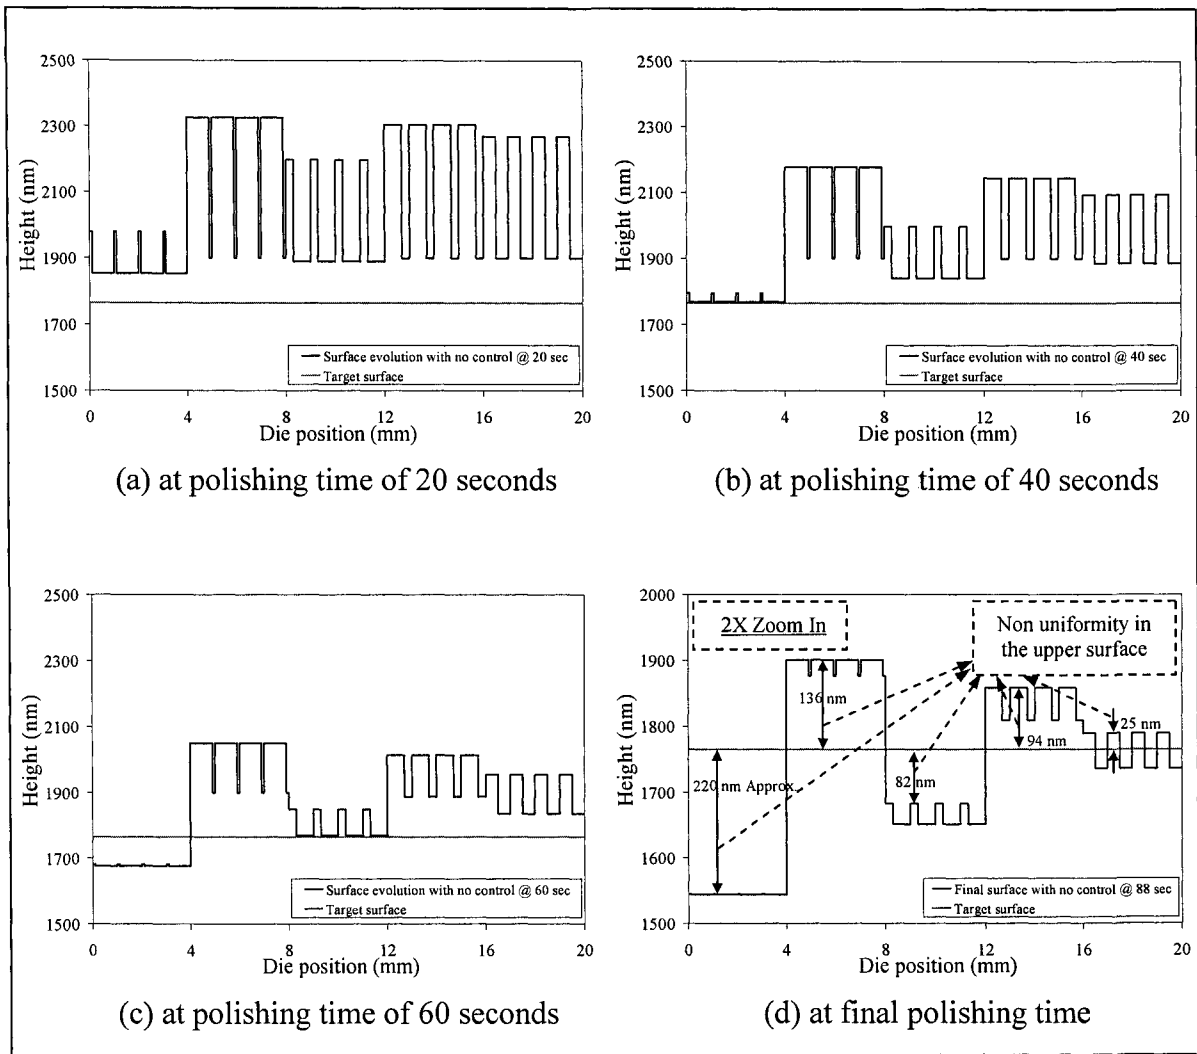 2500
2300
2100
1900
1700
1500
Height (nm)
Surface evolution with no control @ 20 sec
Target surface
0 4 8 12 16 20
Die position (mm)
(a) at polishing time of 20 seconds
2500
2300
2100
1900
1700
1500
Height (nm)
Surface evolution with no control @ 40 sec
Target surface
0 4 8 12 16 20
Die position (mm)
(b) at polishing time of 40 seconds
2500
2300
2100
1900
1700
1500
Height (nm)
Surface evolution with no control @ 60 sec
Target surface
0 4 8 12 16 20
Die position (mm)
(c) at polishing time of 60 seconds
2000
1900
1800
1700
1600
1500
Height (nm)
2X Zoom In
Non uniformity in
the upper surface
136 nm
25 nm
94 nm
220 nm Approx.
82 nm
Final surface with no control @ 88 sec
Target surface
0 4 8 12 16 20
Die position (mm)
(d) at final polishing time